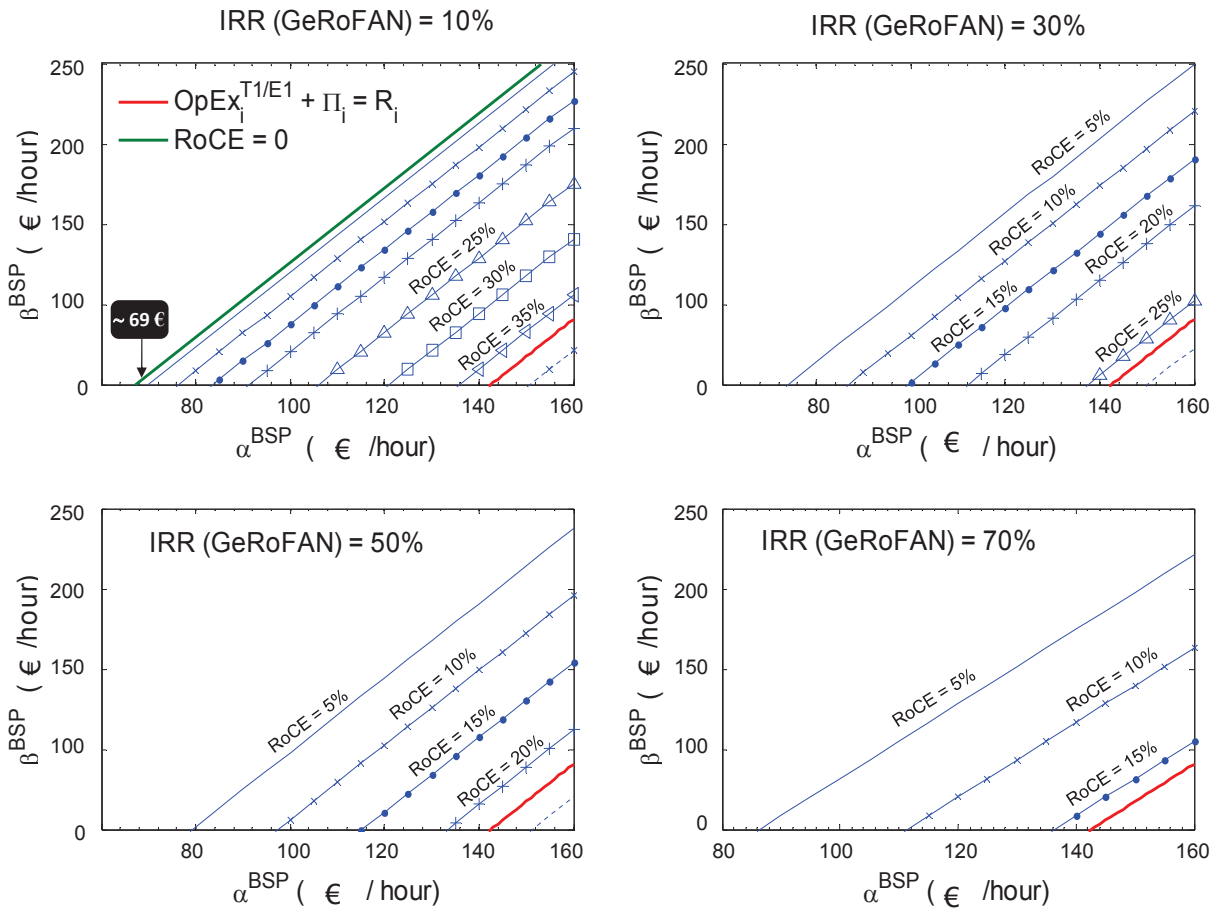 IRR (GeRoFAN) = 10%
OpEx_i^{T1/E1} + Π_i = R_i
RoCE = 0
~ 69 €
RoCE = 25%
RoCE = 30%
RoCE = 35%
250
200
150
100
0
80 100 120 140 160
β^BSP ( € /hour)
α^BSP ( € /hour)
IRR (GeRoFAN) = 30%
RoCE = 5%
RoCE = 10%
RoCE = 15%
RoCE = 20%
RoCE = 25%
250
200
150
100
0
60 80 100 120 140 160
β^BSP ( € /hour)
α^BSP ( € / hour)
IRR (GeRoFAN) = 50%
RoCE = 5%
RoCE = 10%
RoCE = 15%
RoCE = 20%
250
200
150
100
0
80 100 120 140 160
β^BSP ( € /hour)
α^BSP ( € / hour)
IRR (GeRoFAN) = 70%
RoCE = 5%
RoCE = 10%
RoCE = 15%
250
200
150
100
0
80 100 120 140 160
β^BSP ( € /hour)
α^BSP ( € / hour)